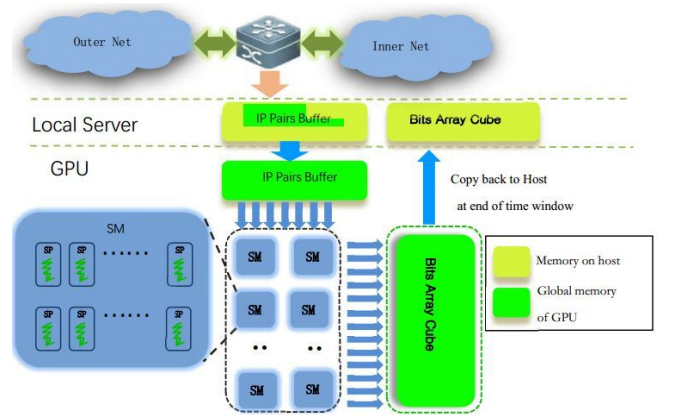 Outer Net
Inner Net
Local Server
IP Pairs Buffer
Bits Array Cube
GPU
IP Pairs Buffer
Copy back to Host
at end of time window
SM
SP SP ...... SP
SP SP ...... SP
SM SM
SM SM
.. ..
SM SM
Bits Array Cube
Memory on host
Global memory
of GPU